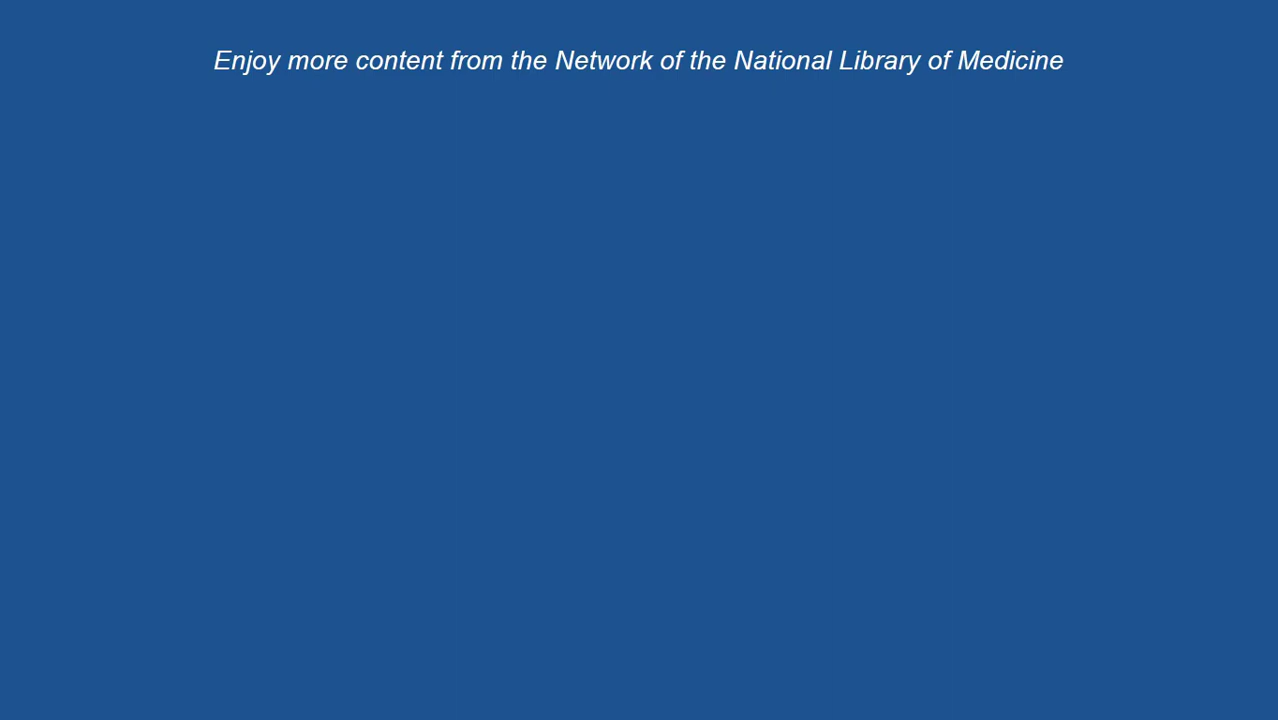 Enjoy more content from the Network of the National Library of Medicine